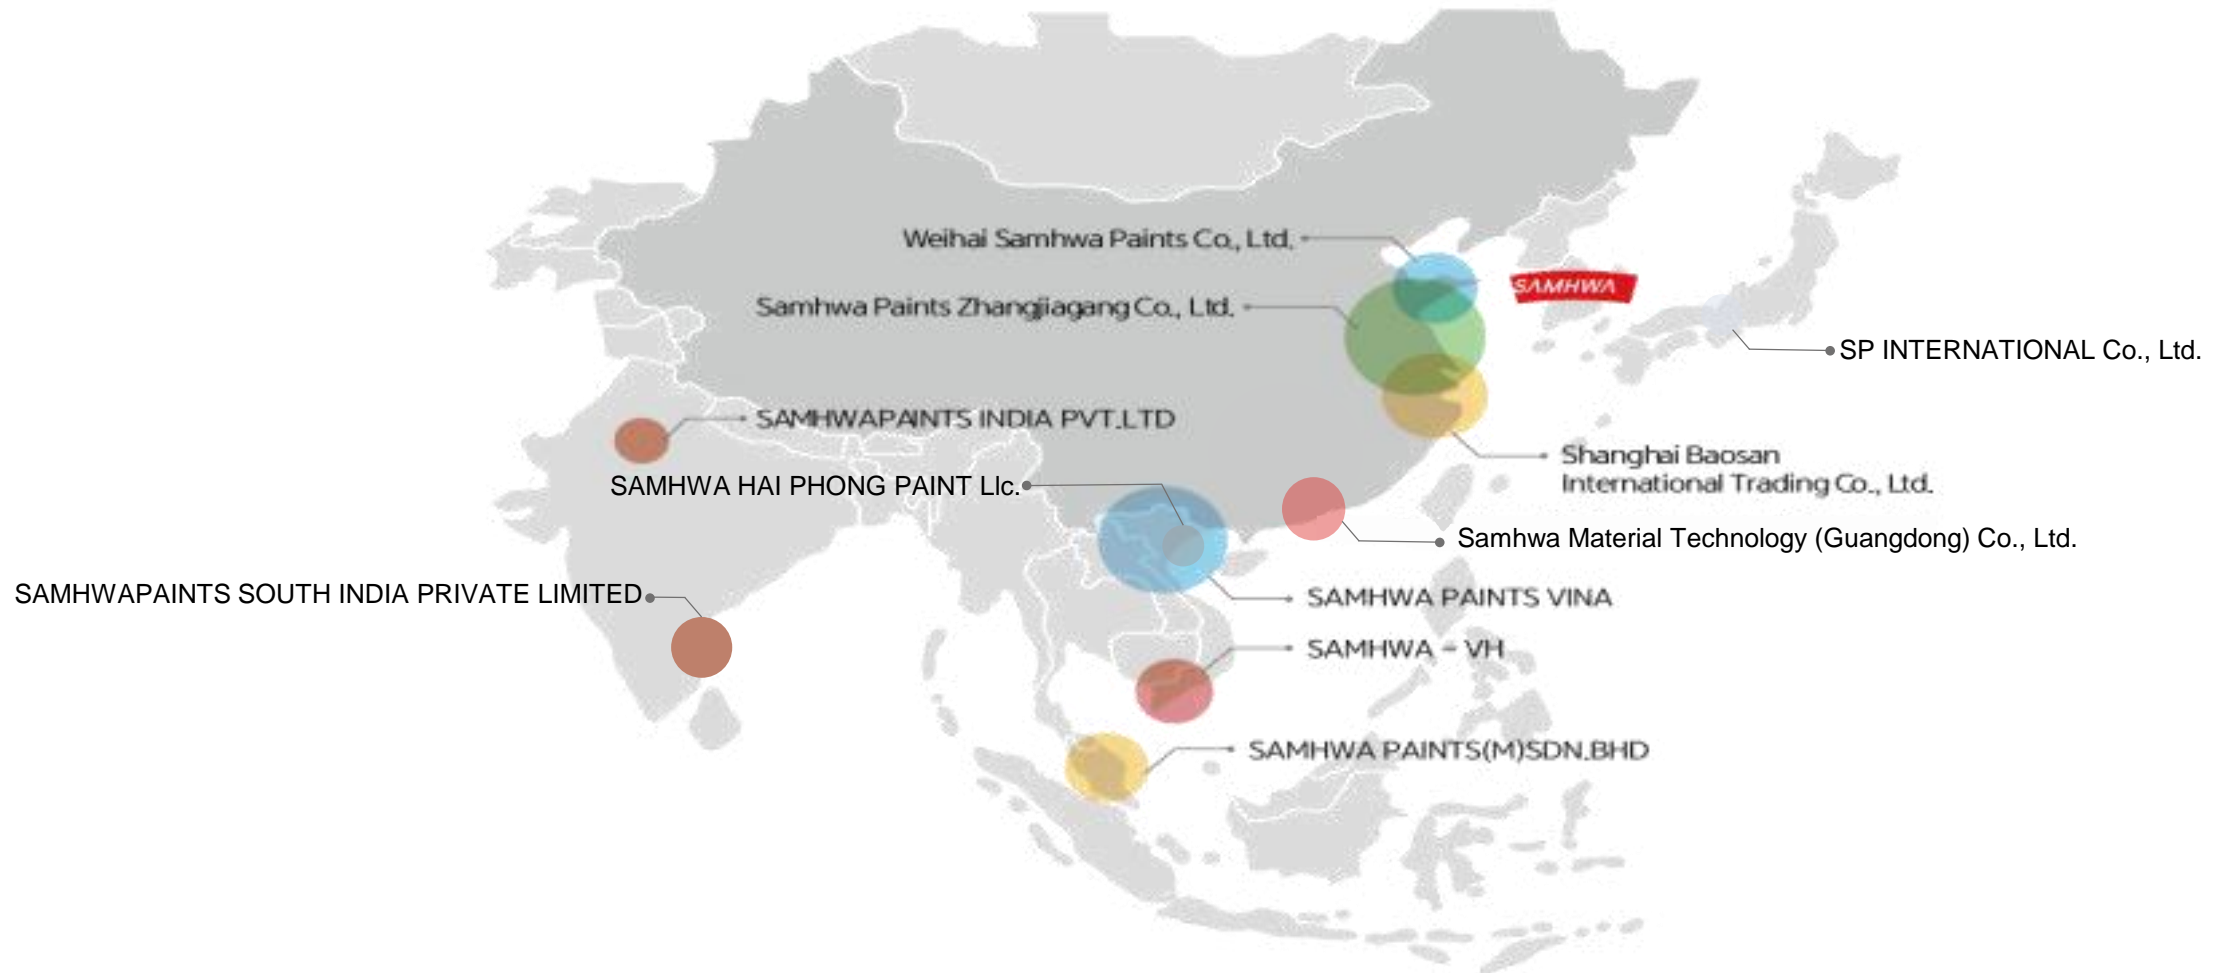 Weihai Samhwa Paints Co., Ltd.
SAMHWA
Samhwa Paints Zhangjiagang Co., Ltd.
SP INTERNATIONAL Co., Ltd.
SAMHWAPAINTS INDIA PVT.LTD
Shanghai Baosan
International Trading Co., Ltd.
SAMHWA HAI PHONG PAINT Llc.
Samhwa Material Technology (Guangdong) Co., Ltd.
SAMHWAPAINTS SOUTH INDIA PRIVATE LIMITED
SAMHWA PAINTS VINA
SAMHWA - VH
SAMHWA PAINTS(M)SDN.BHD